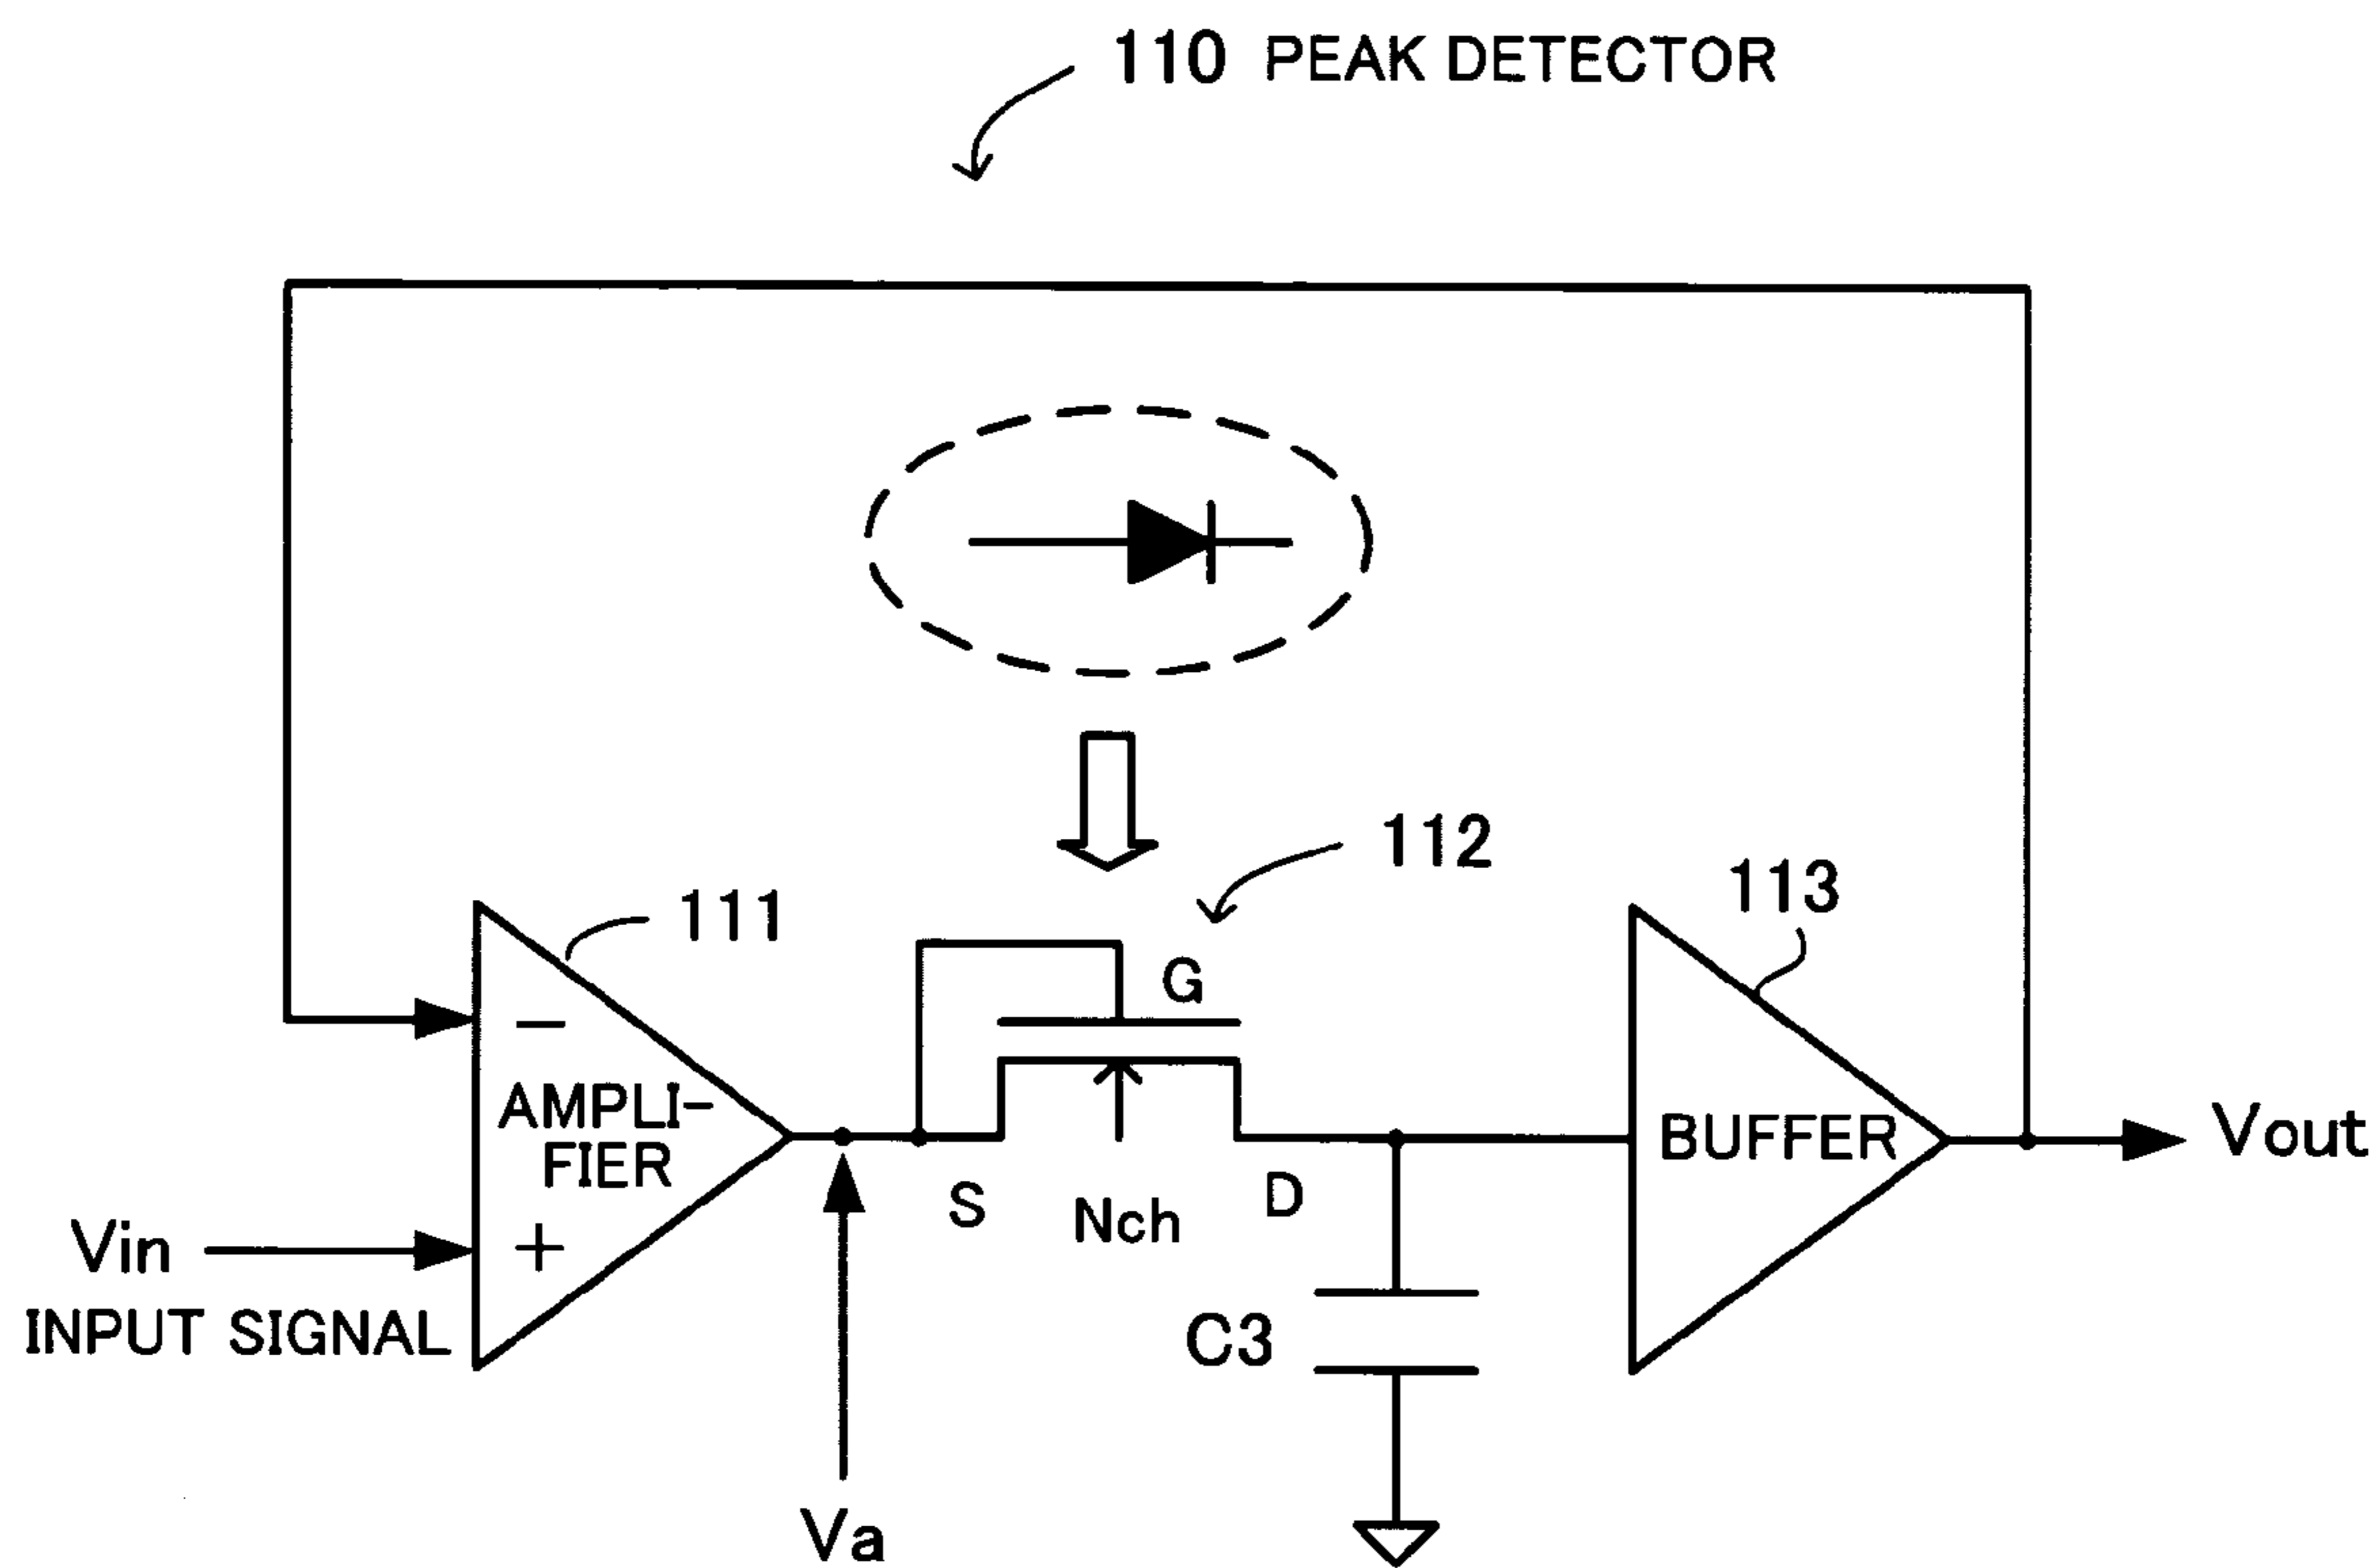 110 PEAK DETECTOR
112
111
113
G
−
AMPLI-
FIER
BUFFER
Vout
S
Nch
D
Vin
+
INPUT SIGNAL
C3
Va